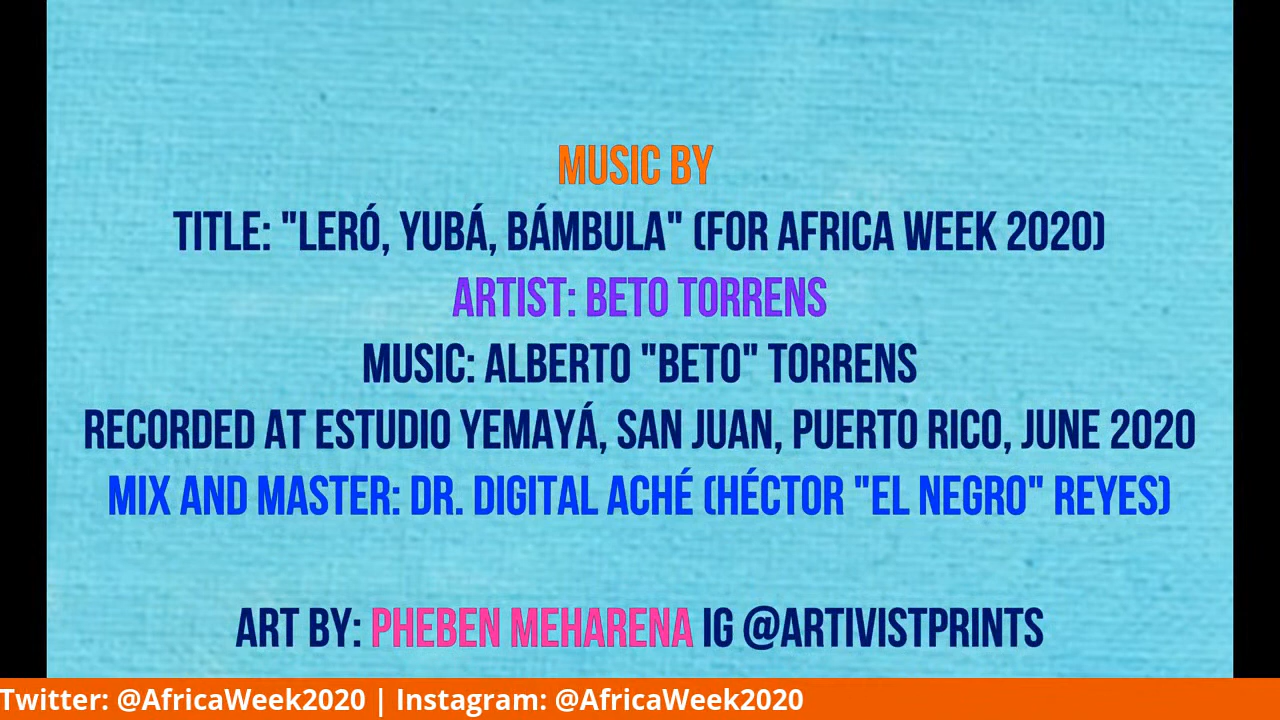 MUSIC BY
TITLE: "LERÓ, YUBÁ, BÁMBULA" (FOR AFRICA WEEK 2020)
ARTIST: BETO TORRENS
MUSIC: ALBERTO "BETO" TORRENS
RECORDED AT ESTUDIO YEMAYÁ, SAN JUAN, PUERTO RICO, JUNE 2020
MIX AND MASTER: DR. DIGITAL ACHÉ (HÉCTOR "EL NEGRO" REYES)
ART BY: PHEBEN MEHARENA IG @ARTIVISTPRINTS
Twitter: @AfricaWeek2020 | Instagram: @AfricaWeek2020